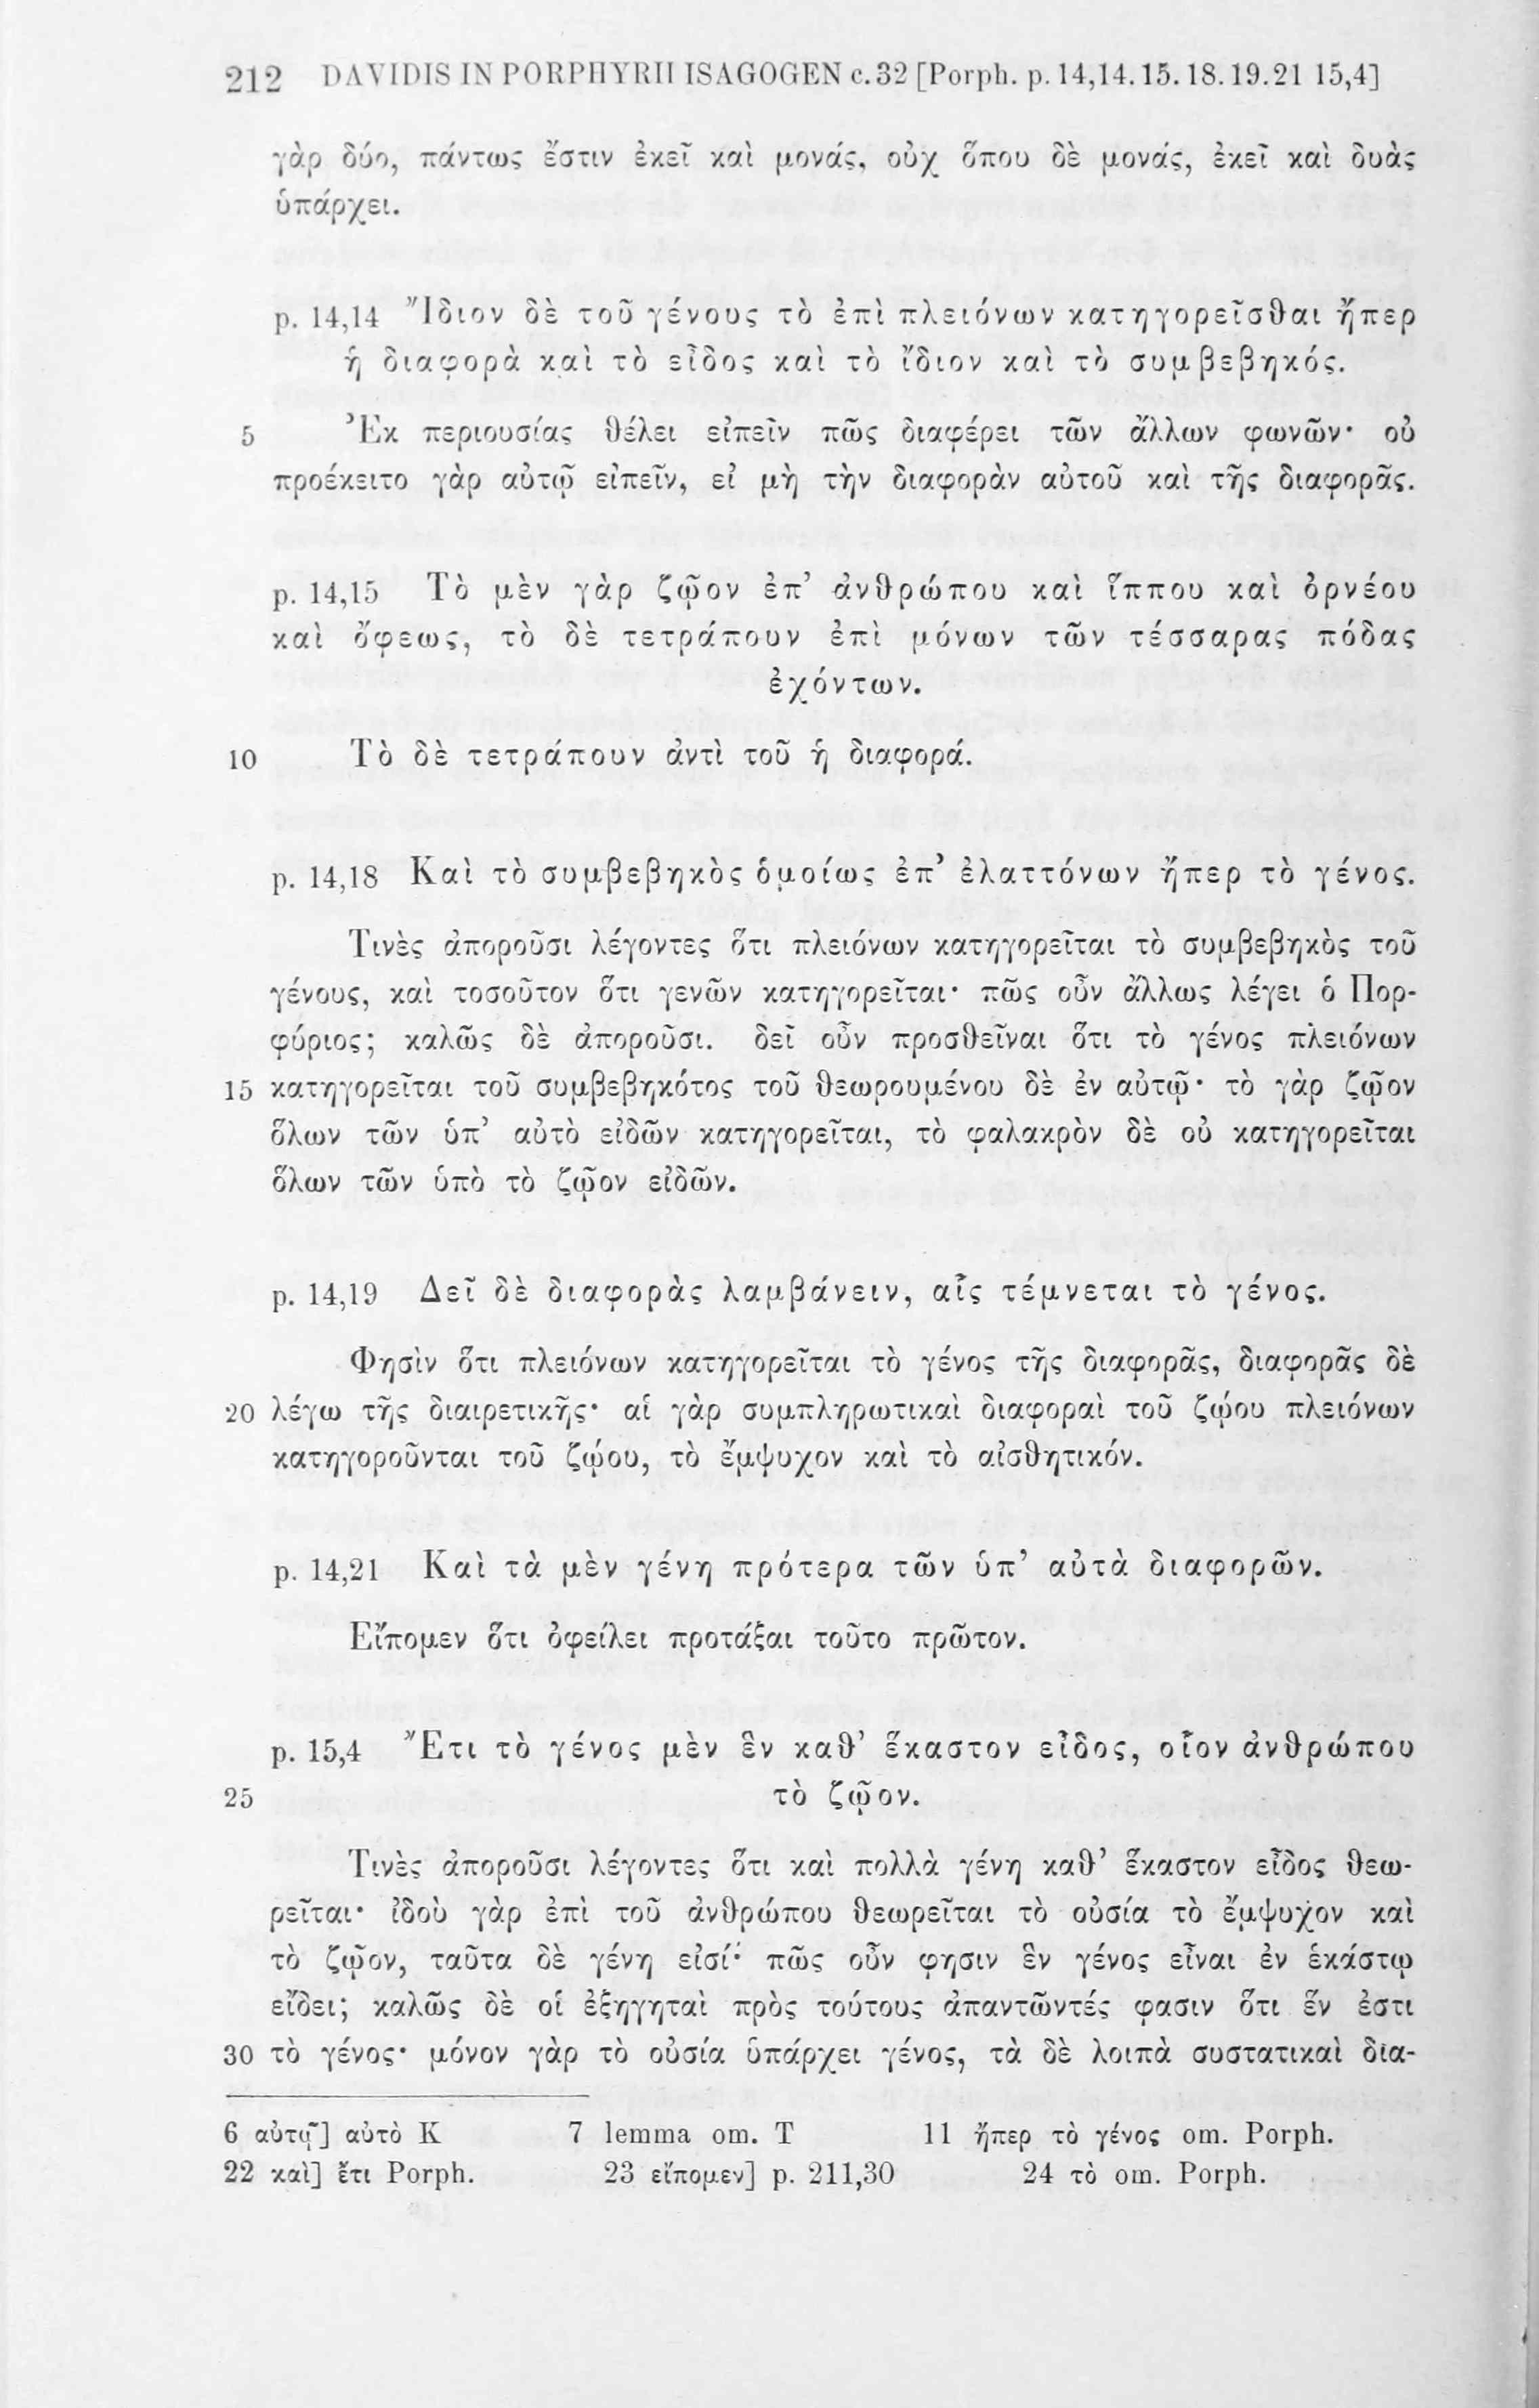 212 DAVIDIS IN PORPHYRII ISAGOGEN c.32 [Porph. p. 14,14.15.18.19.21 15,4]
γὰρ δύο, πάντως ἔστιν ἐκεῖ καὶ μονάς, οὐχ ὅπου δὲ μονάς, ἐκεῖ καὶ δυὰς
ὑπάρχει.
p. 14,14 Ἴδιον δὲ τοῦ γένους τὸ ἐπὶ πλειόνων κατηγορεῖσθαι ἤπερ
ἡ διαφορὰ καὶ τὸ εἶδος καὶ τὸ ἴδιον καὶ τὸ συμβεβηκός.
5 Ἐκ περιουσίας θέλει εἰπεῖν πῶς διαφέρει τῶν ἄλλων φωνῶν· οὐ
προέκειτο γὰρ αὐτῷ εἰπεῖν, εἰ μὴ τὴν διαφορὰν αὐτοῦ καὶ τῆς διαφορᾶς.
p. 14,15 Τὸ μὲν γὰρ ζῷον ἐπ’ ἀνθρώπου καὶ ἵππου καὶ ὀρνέου
καὶ ὄφεως, τὸ δὲ τετράπουν ἐπὶ μόνων τῶν τέσσαρας πόδας
ἐχόντων.
10 Τὸ δὲ τετράπουν ἀντὶ τοῦ ἡ διαφορά.
p. 14,18 Καὶ τὸ συμβεβηκὸς ὁμοίως ἐπ’ ἐλαττόνων ἤπερ τὸ γένος.
Τινὲς ἀποροῦσι λέγοντες ὅτι πλειόνων κατηγορεῖται τὸ συμβεβηκὸς τοῦ
γένους, καὶ τοσοῦτον ὅτι γενῶν κατηγορεῖται· πῶς οὖν ἄλλως λέγει ὁ Πορ-
φύριος; καλῶς δὲ ἀποροῦσι. δεῖ οὖν προσθεῖναι ὅτι τὸ γένος πλειόνων
15 κατηγορεῖται τοῦ συμβεβηκότος τοῦ θεωρουμένου δὲ ἐν αὐτῷ· τὸ γὰρ ζῷον
ὅλων τῶν ὑπ’ αὐτὸ εἰδῶν κατηγορεῖται, τὸ φαλακρὸν δὲ οὐ κατηγορεῖται
ὅλων τῶν ὑπὸ τὸ ζῷον εἰδῶν.
p. 14,19 Δεῖ δὲ διαφορὰς λαμβάνειν, αἷς τέμνεται τὸ γένος.
Φησὶν ὅτι πλειόνων κατηγορεῖται τὸ γένος τῆς διαφορᾶς, διαφορᾶς δὲ
20 λέγω τῆς διαιρετικῆς· αἱ γὰρ συμπληρωτικαὶ διαφοραὶ τοῦ ζῴου πλειόνων
κατηγοροῦνται τοῦ ζῴου, τὸ ἔμψυχον καὶ τὸ αἰσθητικόν.
p. 14,21 Καὶ τὰ μὲν γένη πρότερα τῶν ὑπ’ αὐτὰ διαφορῶν.
Εἴπομεν ὅτι ὀφείλει προτάξαι τοῦτο πρῶτον.
p. 15,4 Ἔτι τὸ γένος μὲν ἓν καθ’ ἕκαστον εἶδος, οἷον ἀνθρώπου
25 τὸ ζῷον.
Τινὲς ἀποροῦσι λέγοντες ὅτι καὶ πολλὰ γένη καθ’ ἕκαστον εἶδος θεω-
ρεῖται· ἰδοὺ γὰρ ἐπὶ τοῦ ἀνθρώπου θεωρεῖται τὸ οὐσία τὸ ἔμψυχον καὶ
τὸ ζῷον, ταῦτα δὲ γένη εἰσί· πῶς οὖν φησιν ἓν γένος εἶναι ἐν ἑκάστῳ
εἴδει; καλῶς δὲ οἱ ἐξηγηταὶ πρὸς τούτους ἀπαντῶντές φασιν ὅτι ἕν ἐστι
30 τὸ γένος· μόνον γὰρ τὸ οὐσία ὑπάρχει γένος, τὰ δὲ λοιπὰ συστατικαὶ δια-
6 αὐτῷ] αὐτὸ K 7 lemma om. T 11 ἤπερ τὸ γένος om. Porph.
22 καὶ] ἔτι Porph. 23 εἴπομεν] p. 211,30 24 τὸ om. Porph.